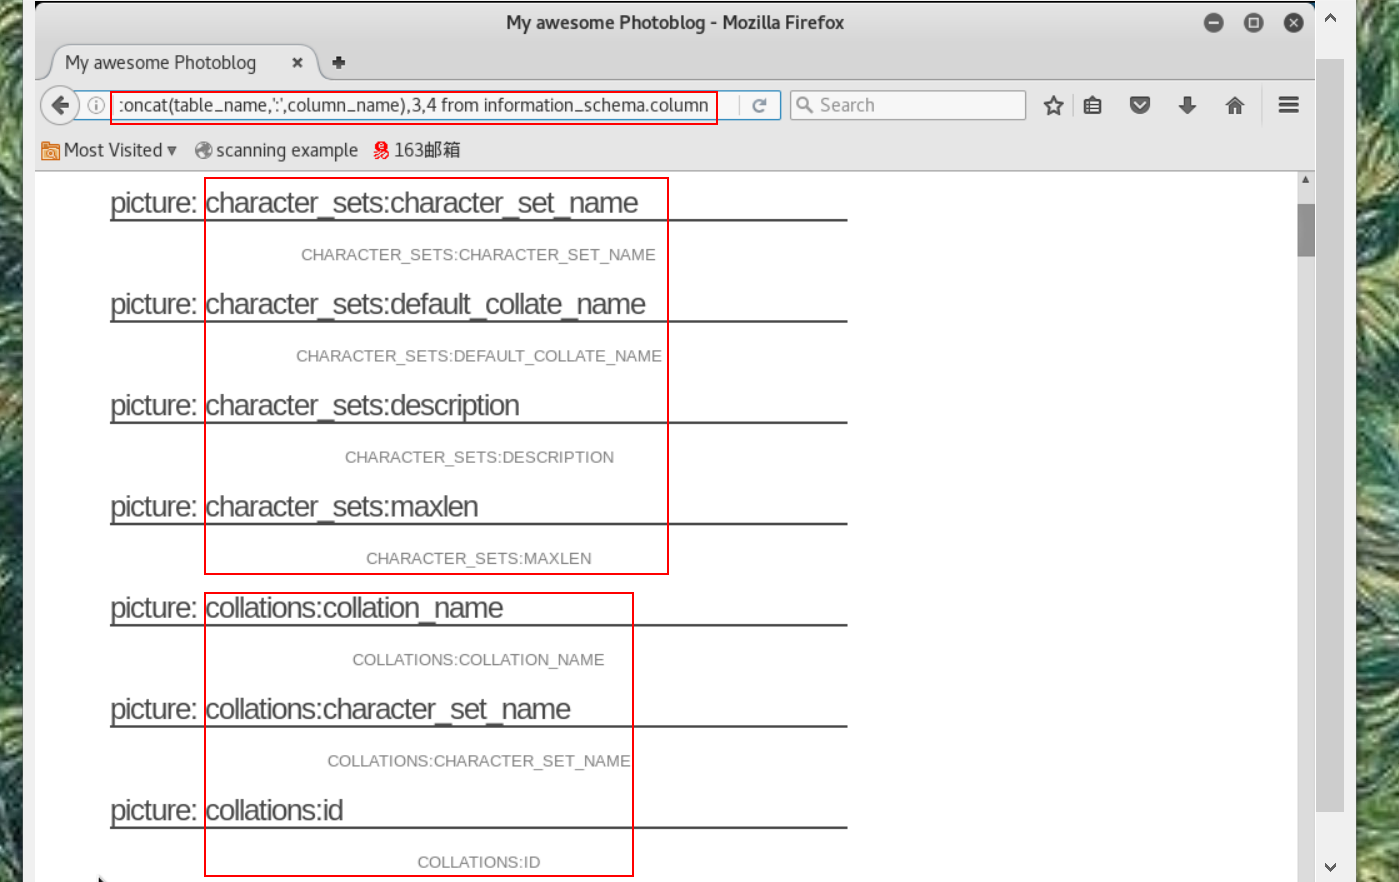 My awesome Photoblog - Mozilla Firefox
My awesome Photoblog
:oncat(table_name,':',column_name),3,4 from information_schema.column
Search
Most Visited
scanning example
163邮箱
picture: character_sets:character_set_name
CHARACTER_SETS:CHARACTER_SET_NAME
picture: character_sets:default_collate_name
CHARACTER_SETS:DEFAULT_COLLATE_NAME
picture: character_sets:description
CHARACTER_SETS:DESCRIPTION
picture: character_sets:maxlen
CHARACTER_SETS:MAXLEN
picture: collations:collation_name
COLLATIONS:COLLATION_NAME
picture: collations:character_set_name
COLLATIONS:CHARACTER_SET_NAME
picture: collations:id
COLLATIONS:ID